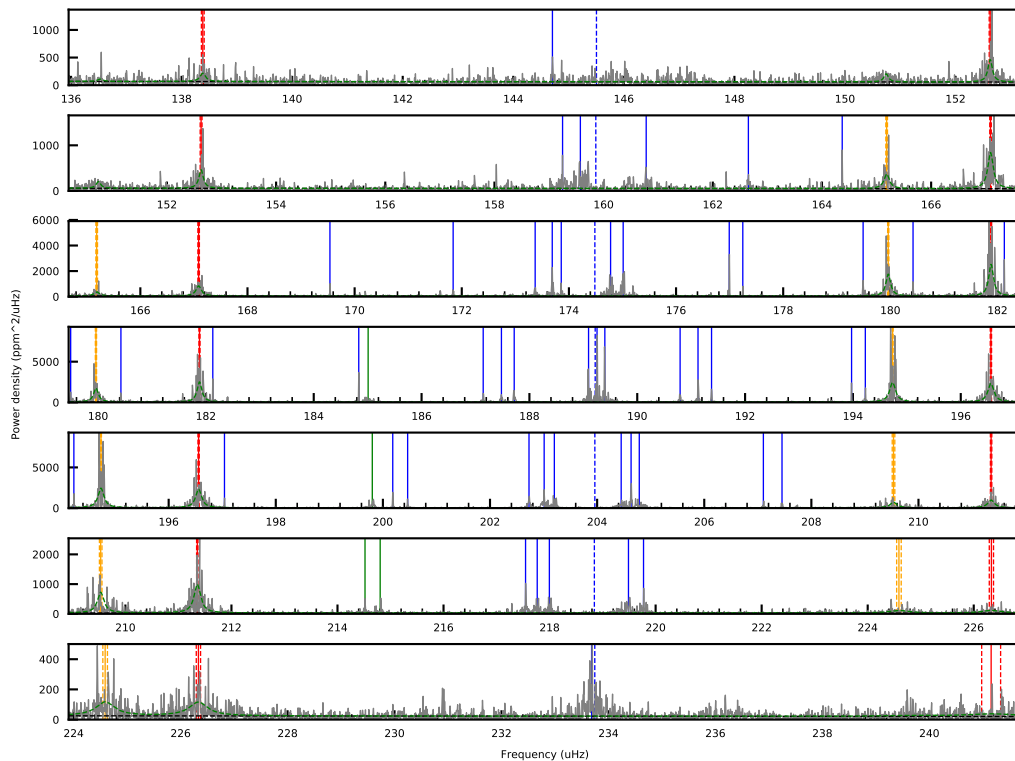 1000
500
0
136 138 140 142 144 146 148 150 152
1000
0
152 154 156 158 160 162 164 166
6000
4000
2000
0
166 168 170 172 174 176 178 180 182
Power density (ppm^2/uHz)
5000
0
180 182 184 186 188 190 192 194 196
5000
0
196 198 200 202 204 206 208 210
2000
1000
0
210 212 214 216 218 220 222 224 226
400
200
0
224 226 228 230 232 234 236 238 240
Frequency (uHz)